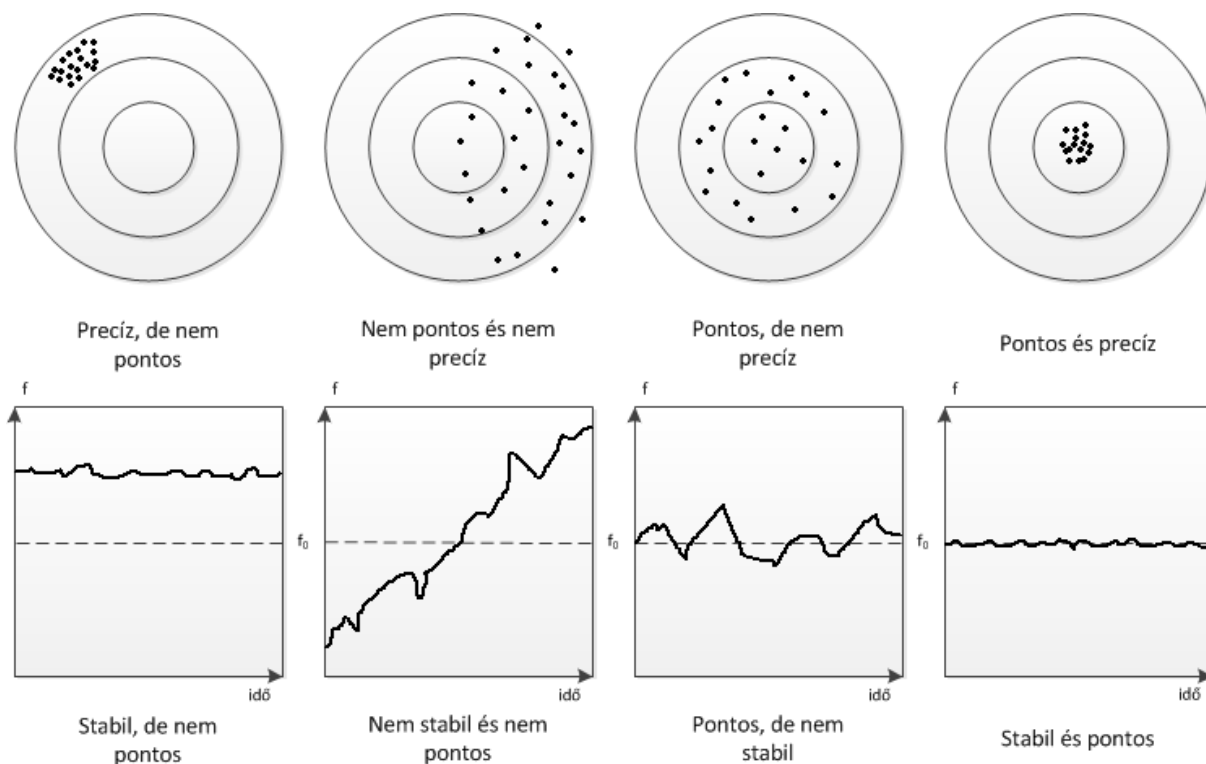 Precíz, de nem
pontos
Nem pontos és nem
precíz
Pontos, de nem
precíz
Pontos és precíz
f
f
f
f
f₀
f₀
f₀
idő
idő
idő
idő
Stabil, de nem
pontos
Nem stabil és nem
pontos
Pontos, de nem
stabil
Stabil és pontos